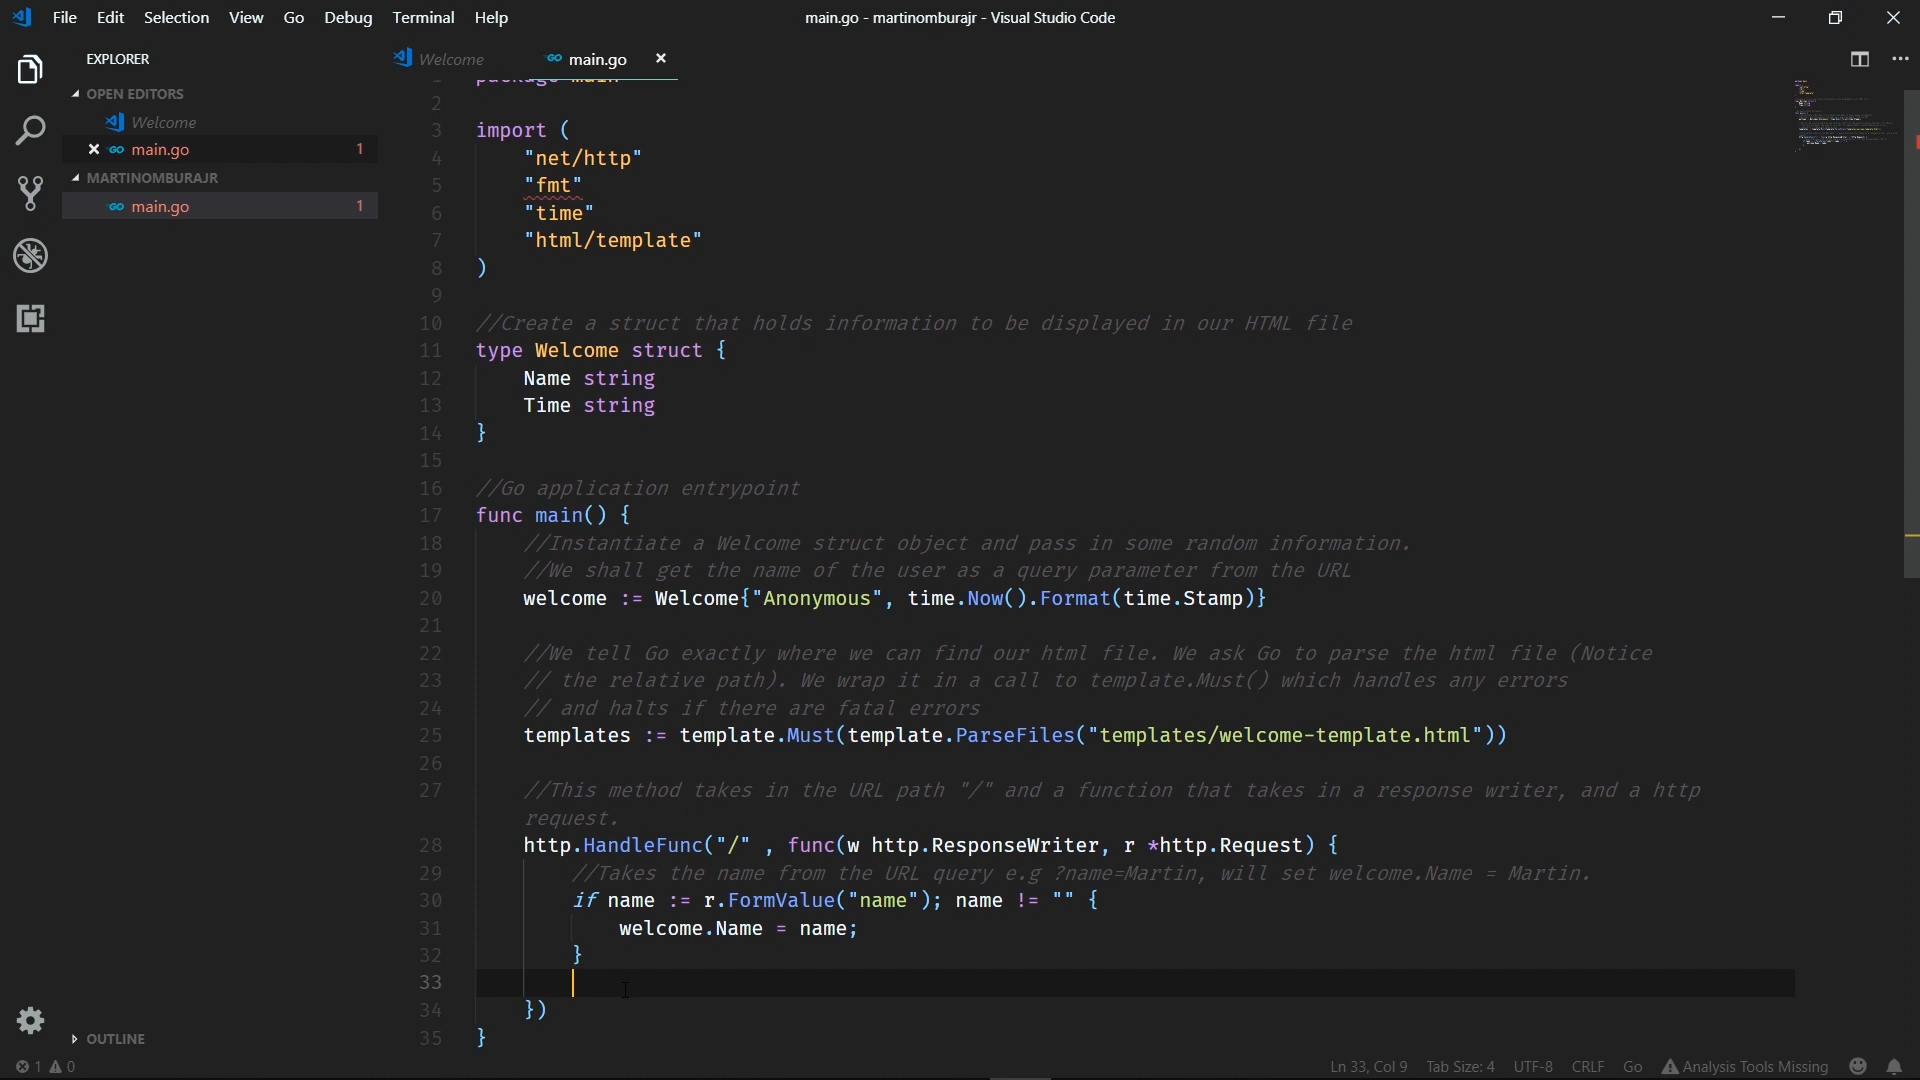 File Edit Selection View Go Debug Terminal Help
main.go - martinomburajr - Visual Studio Code
EXPLORER
OPEN EDITORS
Welcome
main.go 1
MARTINOMBURAJR
main.go 1
OUTLINE
Welcome main.go
package main
2
3 import (
4 "net/http"
5 "fmt"
6 "time"
7 "html/template"
8 )
9
10 //Create a struct that holds information to be displayed in our HTML file
11 type Welcome struct {
12 Name string
13 Time string
14 }
15
16 //Go application entrypoint
17 func main() {
18 //Instantiate a Welcome struct object and pass in some random information.
19 //We shall get the name of the user as a query parameter from the URL
20 welcome := Welcome{"Anonymous", time.Now().Format(time.Stamp)}
21
22 //We tell Go exactly where we can find our html file. We ask Go to parse the html file (Notice
23 // the relative path). We wrap it in a call to template.Must() which handles any errors
24 // and halts if there are fatal errors
25 templates := template.Must(template.ParseFiles("templates/welcome-template.html"))
26
27 //This method takes in the URL path "/" and a function that takes in a response writer, and a http
request.
28 http.HandleFunc("/" , func(w http.ResponseWriter, r *http.Request) {
29 //Takes the name from the URL query e.g ?name=Martin, will set welcome.Name = Martin.
30 if name := r.FormValue("name"); name != "" {
31 welcome.Name = name;
32 }
33
34 })
35 }
1 0
Ln 33, Col 9 Tab Size: 4 UTF-8 CRLF Go Analysis Tools Missing